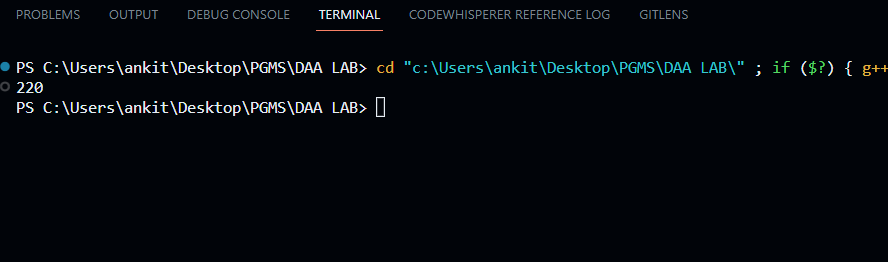 PROBLEMS OUTPUT DEBUG CONSOLE TERMINAL CODEWHISPERER REFERENCE LOG GITLENS
PS C:\Users\ankit\Desktop\PGMS\DAA LAB> cd "c:\Users\ankit\Desktop\PGMS\DAA LAB\" ; if ($?) { g++
220
PS C:\Users\ankit\Desktop\PGMS\DAA LAB>